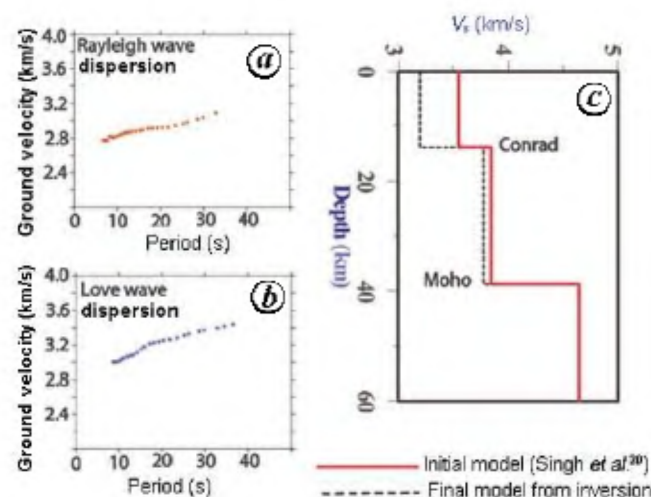 Rayleigh wave
dispersion
a
Ground velocity (km/s)
4.0
3.6
3.2
2.8
2.4
0
10
20
30
40
Period (s)
Love wave
dispersion
b
Ground velocity (km/s)
4.0
3.6
3.2
2.8
2.4
0
10
20
30
40
Period (s)
Vs km/s
3
4
5
c
0
20
40
60
Depth (km)
Conrad
Moho
Initial model (Singh et al.²⁰)
Final model from inversion